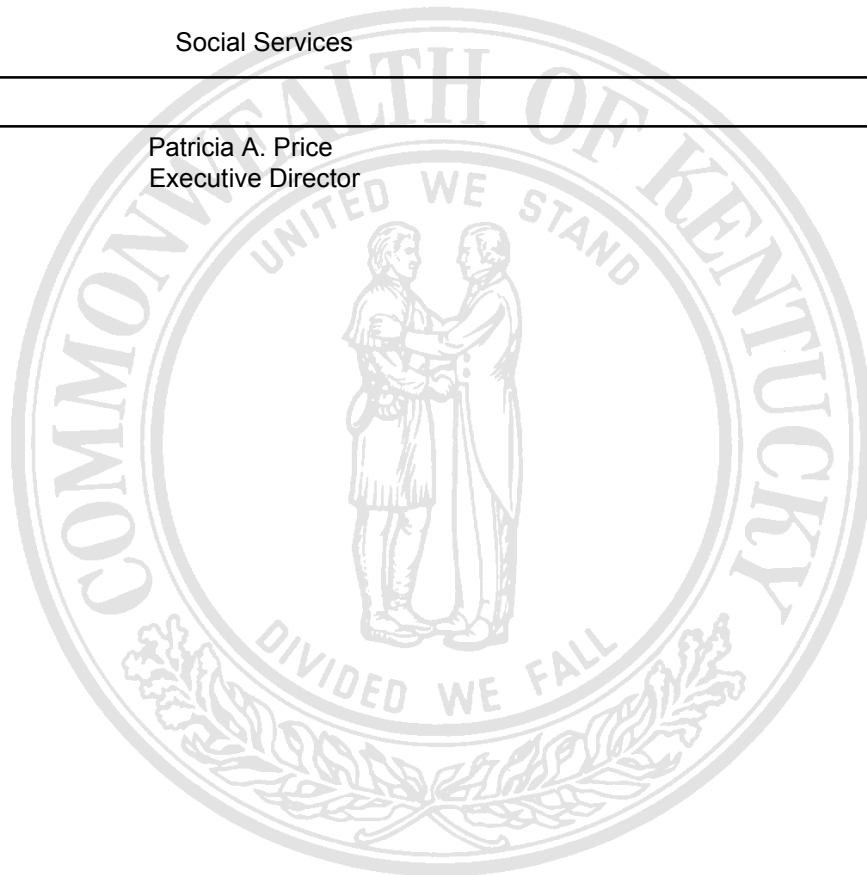 Social Services
Patricia A. Price
Executive Director
COMMONWEALTH OF KENTUCKY
UNITED WE STAND
DIVIDED WE FALL